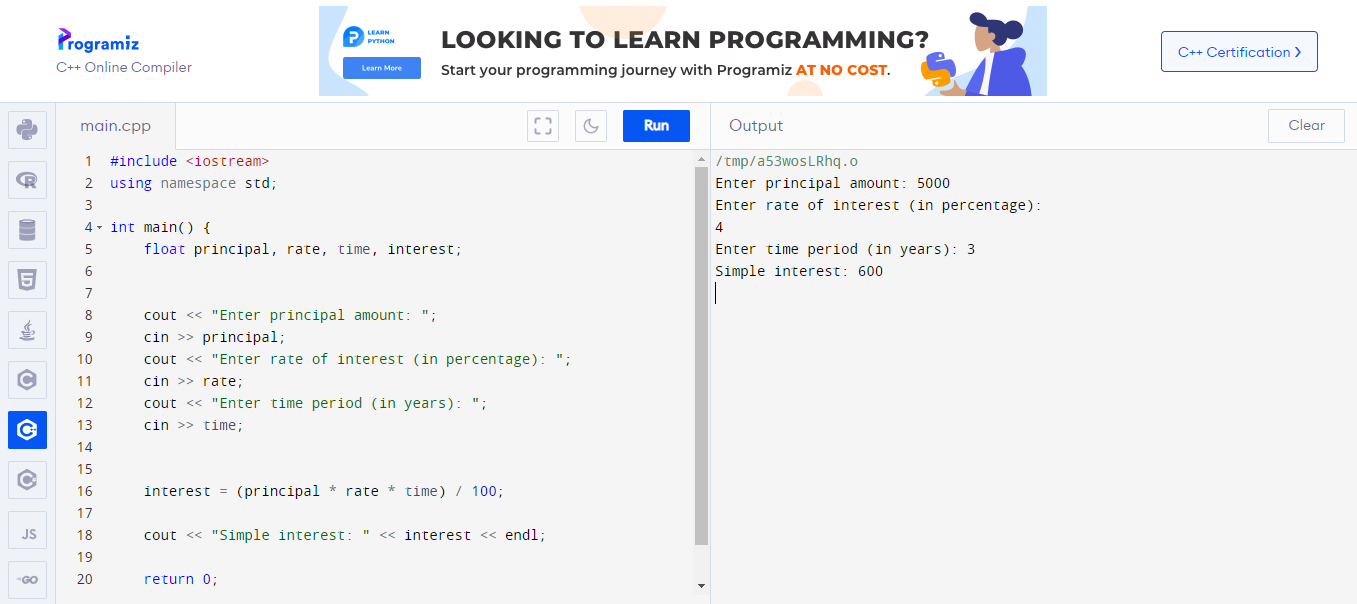 Programiz
C++ Online Compiler
LEARN
PYTHON
Learn More
LOOKING TO LEARN PROGRAMMING?
Start your programming journey with Programiz AT NO COST.
C++ Certification
main.cpp
Run
Output
Clear
1 #include <iostream>
2 using namespace std;
3
4 int main() {
5 float principal, rate, time, interest;
6
7
8 cout << "Enter principal amount: ";
9 cin >> principal;
10 cout << "Enter rate of interest (in percentage): ";
11 cin >> rate;
12 cout << "Enter time period (in years): ";
13 cin >> time;
14
15
16 interest = (principal * rate * time) / 100;
17
18 cout << "Simple interest: " << interest << endl;
19
20 return 0;
/tmp/a53wosLRhq.o
Enter principal amount: 5000
Enter rate of interest (in percentage):
4
Enter time period (in years): 3
Simple interest: 600
R
5
C
C
C
JS
GO